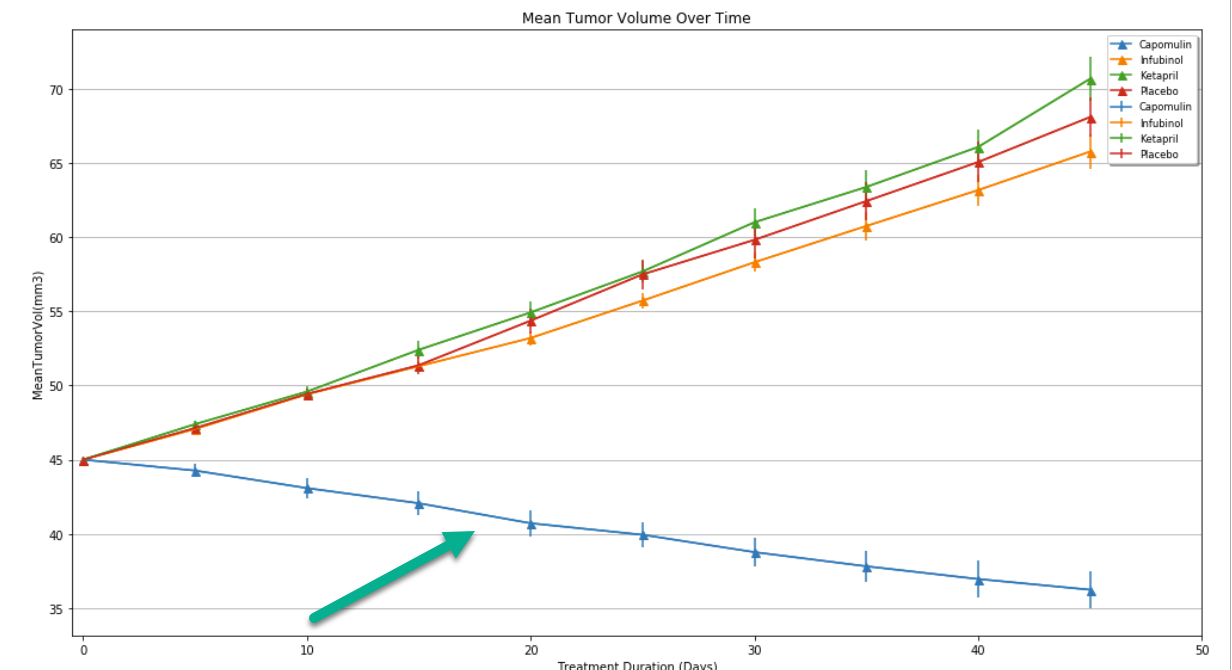 Mean Tumor Volume Over Time
Capomulin
Infubinol
Ketapril
Placebo
Capomulin
Infubinol
Ketapril
Placebo
70
65
60
55
50
45
40
35
MeanTumorVol(mm3)
0 10 20 30 40 50
Treatment Duration (Days)